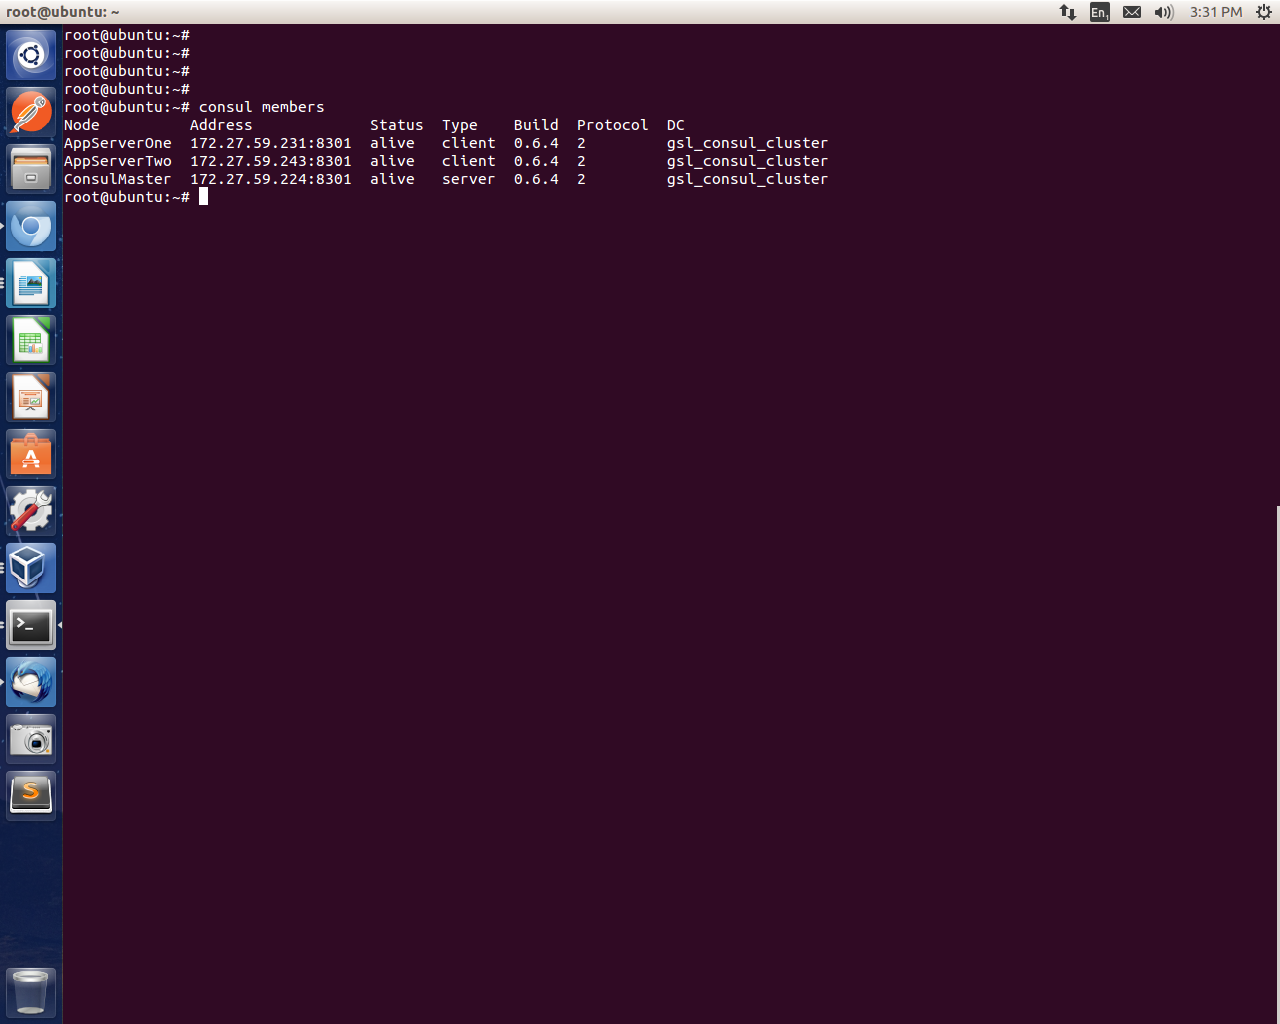 root@ubuntu: ~
En1
3:31 PM
root@ubuntu:~#
root@ubuntu:~#
root@ubuntu:~#
root@ubuntu:~#
root@ubuntu:~# consul members
Node Address Status Type Build Protocol DC
AppServerOne 172.27.59.231:8301 alive client 0.6.4 2 gsl_consul_cluster
AppServerTwo 172.27.59.243:8301 alive client 0.6.4 2 gsl_consul_cluster
ConsulMaster 172.27.59.224:8301 alive server 0.6.4 2 gsl_consul_cluster
root@ubuntu:~#